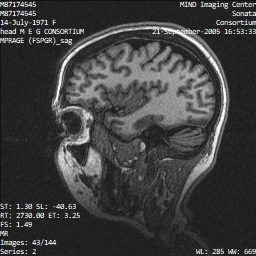 M87174545
M87174545
14-July-1971 F
head M E G CONSORTIUM
MPRAGE (FSPGR)_sag
MIND Imaging Center
Sonata
Consortium
21-September-2005 16:53:33
ST: 1.30 SL: -40.63
RT: 2730.00 ET: 3.25
FS: 1.49
MR
Images: 43/144
Series: 2
WL: 285 WW: 669